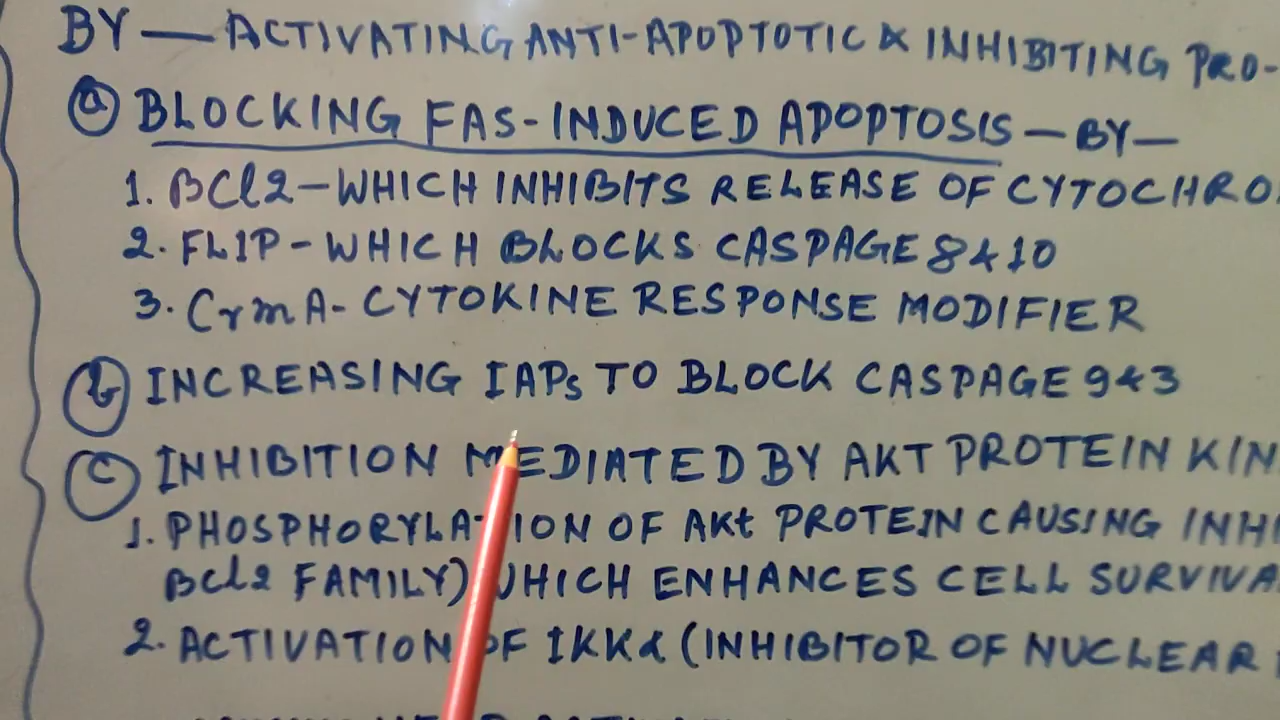 BY — ACTIVATING ANTI-APOPTOTIC & INHIBITING PRO-
(a) BLOCKING FAS-INDUCED APOPTOSIS — BY —
1. BCl2 - WHICH INHIBITS RELEASE OF CYTOCHRO
2. FLIP - WHICH BLOCKS CASPAGE 8 & 10
3. CrmA - CYTOKINE RESPONSE MODIFIER
(b) INCREASING IAPs TO BLOCK CASPAGE 9 & 3
(c) INHIBITION MEDIATED BY AKT PROTEIN KIN
1. PHOSPHORYLATION OF AKt PROTEIN CAUSING INHI
BCl2 FAMILY) WHICH ENHANCES CELL SURVIVA
2. ACTIVATION OF IKKα (INHIBITOR OF NUCLEAR